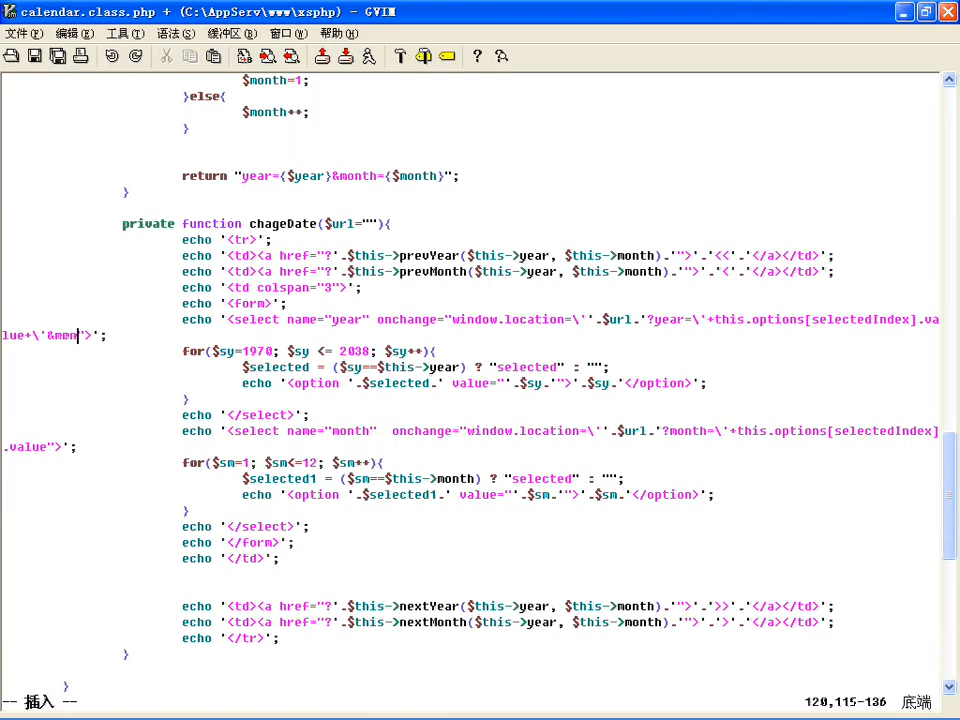 calendar.class.php + (C:\AppServ\www\xsphp) - GVIM
文件(F) 编辑(E) 工具(T) 语法(S) 缓冲区(B) 窗口(W) 帮助(H)
$month=1;
}else{
$month++;
}
return "year={$year}&month={$month}";
}
private function chageDate($url=""){
echo '<tr>';
echo '<td><a href="?'.$this->prevYear($this->year, $this->month).'">'.'<<'.'</a></td>';
echo '<td><a href="?'.$this->prevMonth($this->year, $this->month).'">'.'<'.'</a></td>';
echo '<td colspan="3">';
echo '<form>';
echo '<select name="year" onchange="window.location=\''.$url.'?year=\'+this.options[selectedIndex].va
lue+\'&mon">';
for($sy=1970; $sy <= 2038; $sy++){
$selected = ($sy==$this->year) ? "selected" : "";
echo '<option '.$selected.' value="'.$sy.'">'.$sy.'</option>';
}
echo '</select>';
echo '<select name="month"  onchange="window.location=\''.$url.'?month=\'+this.options[selectedIndex]
.value">';
for($sm=1; $sm<=12; $sm++){
$selected1 = ($sm==$this->month) ? "selected" : "";
echo '<option '.$selected1.' value="'.$sm.'">'.$sm.'</option>';
}
echo '</select>';
echo '</form>';
echo '</td>';
echo '<td><a href="?'.$this->nextYear($this->year, $this->month).'">'.'>>'.'</a></td>';
echo '<td><a href="?'.$this->nextMonth($this->year, $this->month).'">'.'>'.'</a></td>';
echo '</tr>';
}
}
-- 插入 -- 120,115-136 底端